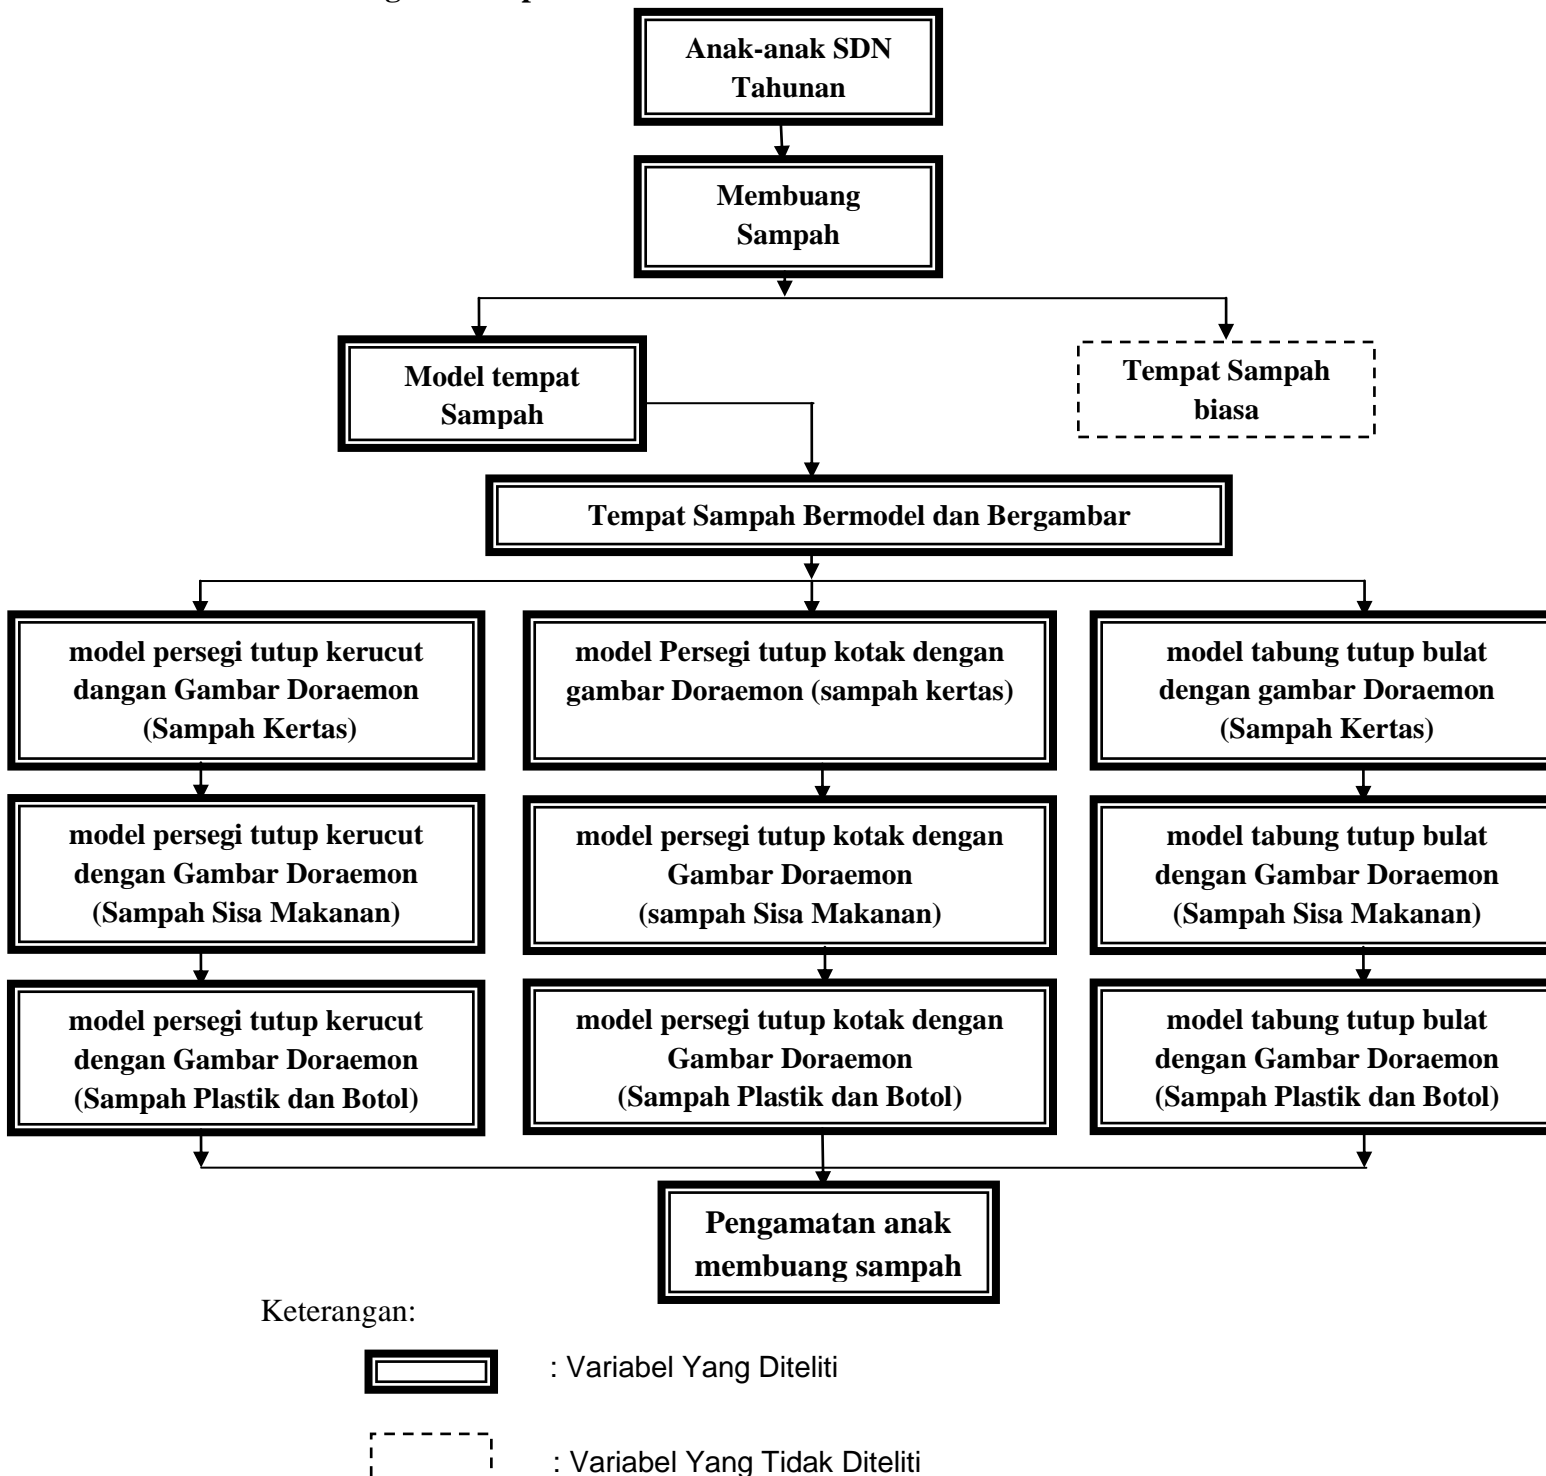 Anak-anak SDN
Tahunan
Membuang
Sampah
Model tempat
Sampah
Tempat Sampah
biasa
Tempat Sampah Bermodel dan Bergambar
model persegi tutup kerucut
dangan Gambar Doraemon
(Sampah Kertas)
model Persegi tutup kotak dengan
gambar Doraemon (sampah kertas)
model tabung tutup bulat
dengan gambar Doraemon
(Sampah Kertas)
model persegi tutup kerucut
dengan Gambar Doraemon
(Sampah Sisa Makanan)
model persegi tutup kotak dengan
Gambar Doraemon
(sampah Sisa Makanan)
model tabung tutup bulat
dengan Gambar Doraemon
(Sampah Sisa Makanan)
model persegi tutup kerucut
dengan Gambar Doraemon
(Sampah Plastik dan Botol)
model persegi tutup kotak dengan
Gambar Doraemon
(Sampah Plastik dan Botol)
model tabung tutup bulat
dengan Gambar Doraemon
(Sampah Plastik dan Botol)
Pengamatan anak
membuang sampah
Keterangan:
: Variabel Yang Diteliti
: Variabel Yang Tidak Diteliti